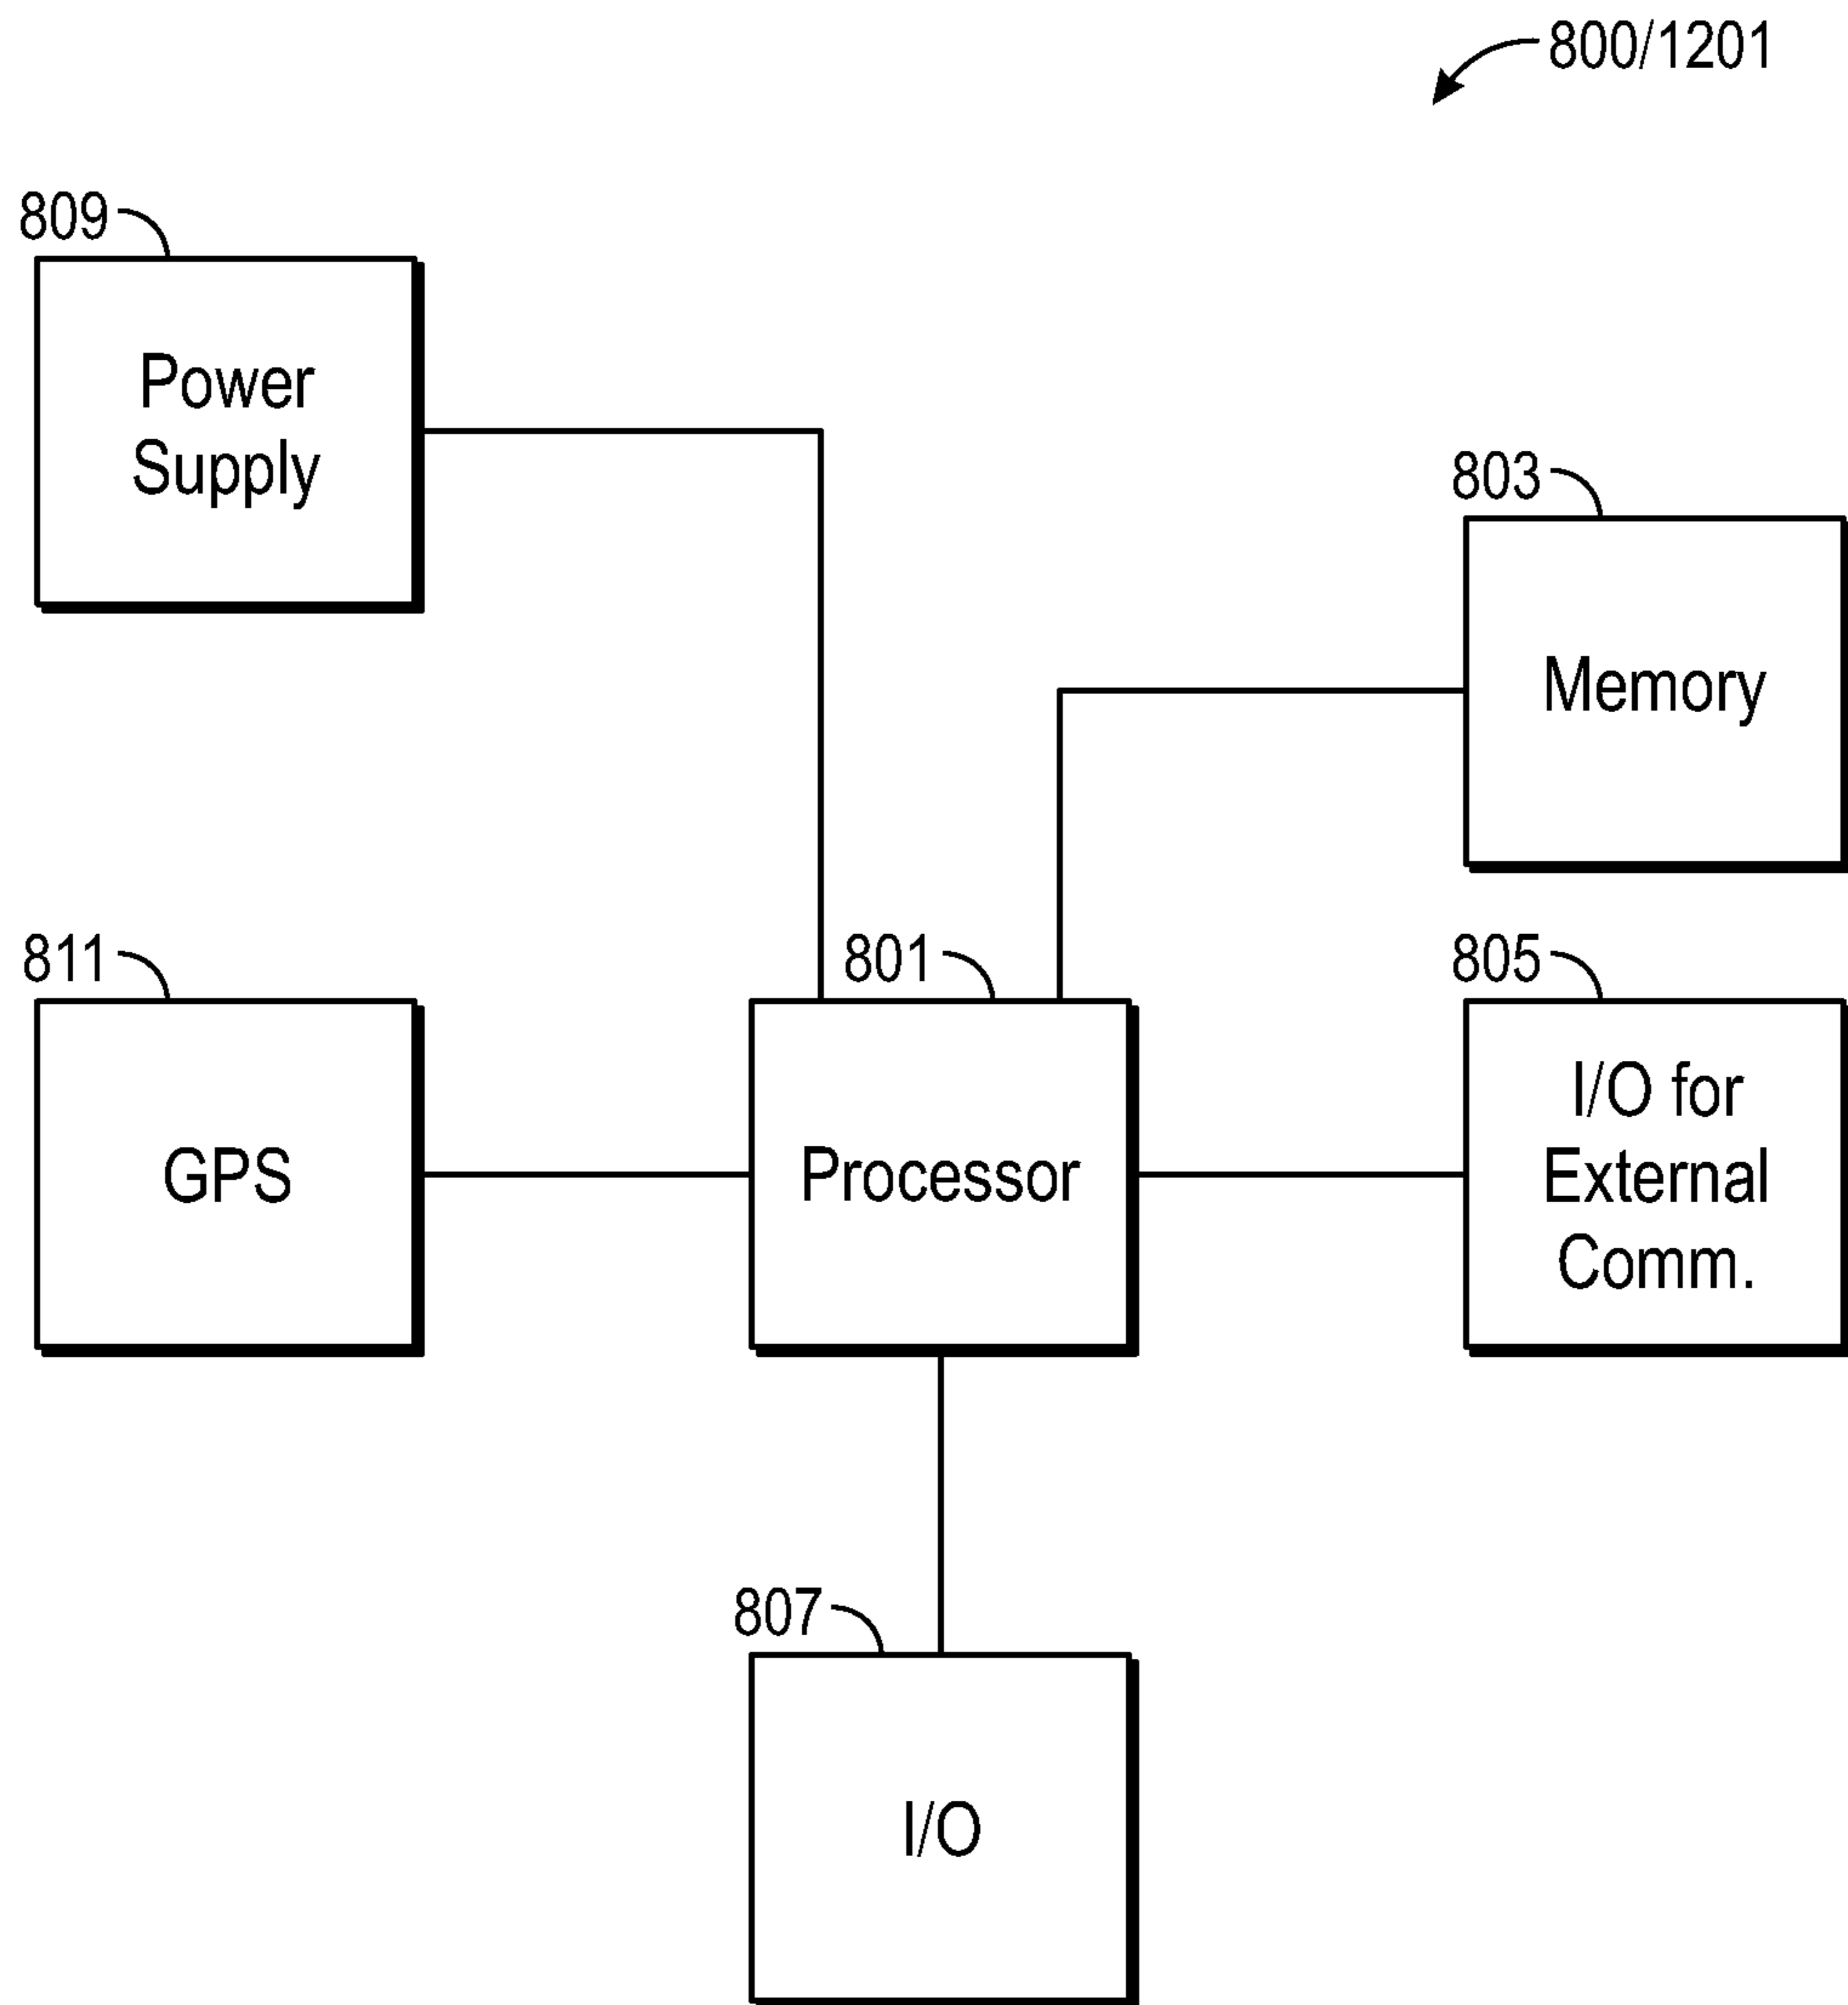 800/1201
809
Power
Supply
803
Memory
811
GPS
801
Processor
805
I/O for
External
Comm.
807
I/O